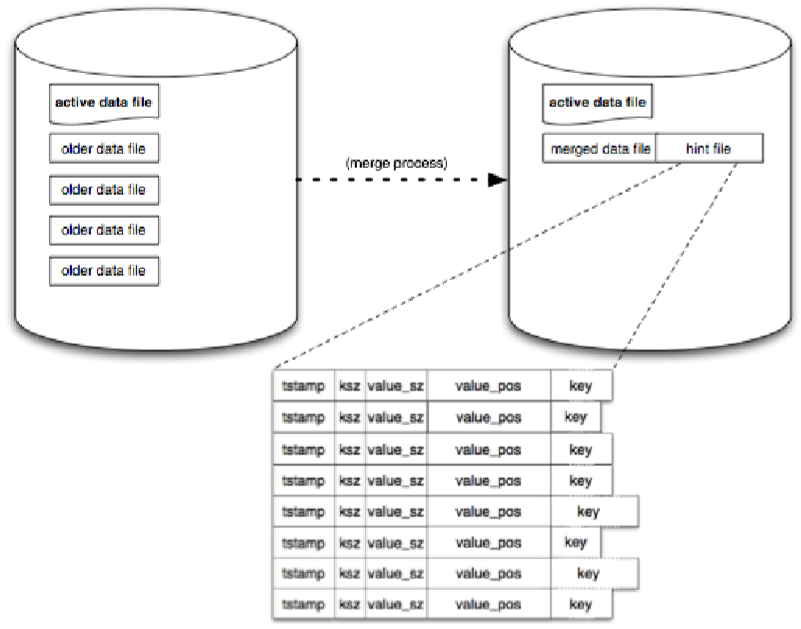 active data file
older data file
older data file
older data file
older data file
(merge process)
active data file
merged data file hint file
tstamp ksz value_sz value_pos key
tstamp ksz value_sz value_pos key
tstamp ksz value_sz value_pos key
tstamp ksz value_sz value_pos key
tstamp ksz value_sz value_pos key
tstamp ksz value_sz value_pos key
tstamp ksz value_sz value_pos key
tstamp ksz value_sz value_pos key